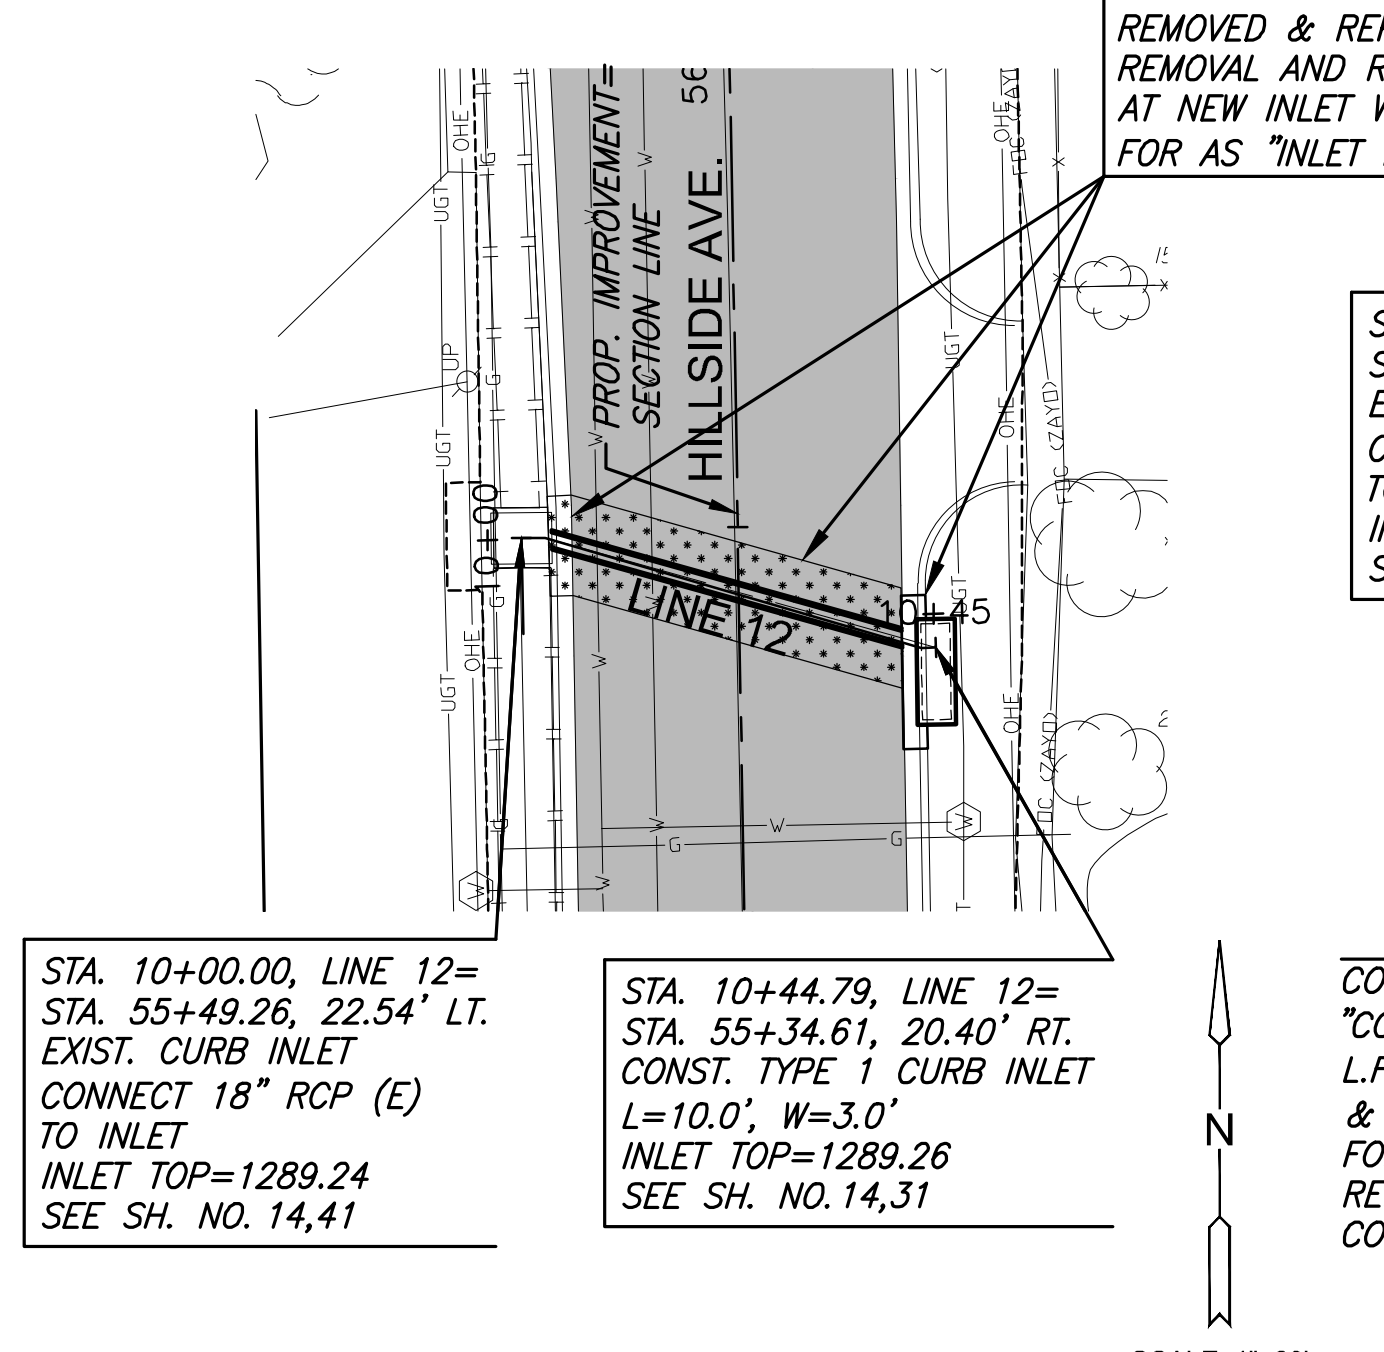 REMOVED & 
REMOVAL AND
AT NEW INLET
FOR AS "INLET
PROP. IMPROVEMENT=
SECTION LINE
HILLSIDE AVE.
56
OHE
OHE
OHE
OHE
OHE
UGT
UGT
UGT
UGT
UGT
UP
G
G
G
G
G
G
W
W
W
W
W
W
W
W
W
W
W
W
X
X
X
FOC (ZAYO)
10+00
10+45
LINE 12
STA. 10+00.00, LINE 12=
STA. 55+49.26, 22.54' LT.
EXIST. CURB INLET
CONNECT 18" RCP (E)
TO INLET
INLET TOP=1289.24
SEE SH. NO. 14,41
STA. 10+44.79, LINE 12=
STA. 55+34.61, 20.40' RT.
CONST. TYPE 1 CURB INLET
L=10.0', W=3.0'
INLET TOP=1289.26
SEE SH. NO. 14,31
N
&